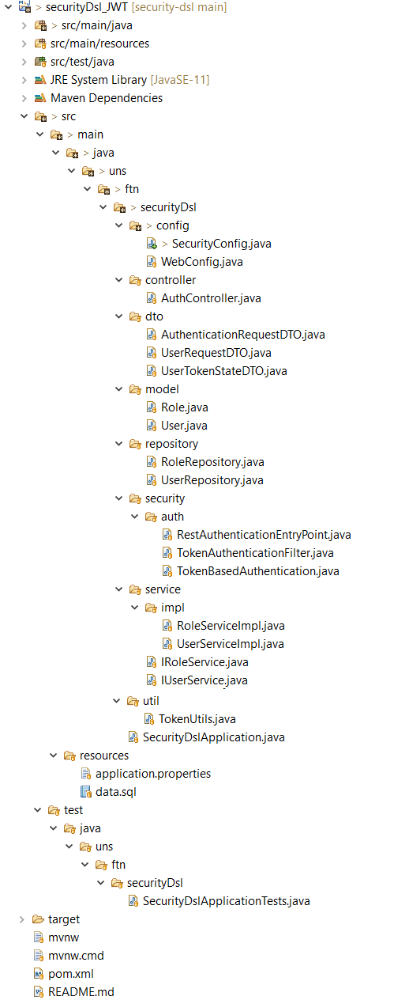 > securityDsl_JWT [security-dsl main]
> src/main/java
src/main/resources
src/test/java
JRE System Library [JavaSE-11]
Maven Dependencies
> src
> main
> java
> uns
> ftn
> securityDsl
> config
> SecurityConfig.java
WebConfig.java
controller
AuthController.java
dto
AuthenticationRequestDTO.java
UserRequestDTO.java
UserTokenStateDTO.java
model
Role.java
User.java
repository
RoleRepository.java
UserRepository.java
security
auth
RestAuthenticationEntryPoint.java
TokenAuthenticationFilter.java
TokenBasedAuthentication.java
service
impl
RoleServiceImpl.java
UserServiceImpl.java
IRoleService.java
IUserService.java
util
TokenUtils.java
SecurityDslApplication.java
resources
application.properties
data.sql
test
java
uns
ftn
securityDsl
SecurityDslApplicationTests.java
target
mvnw
mvnw.cmd
pom.xml
README.md